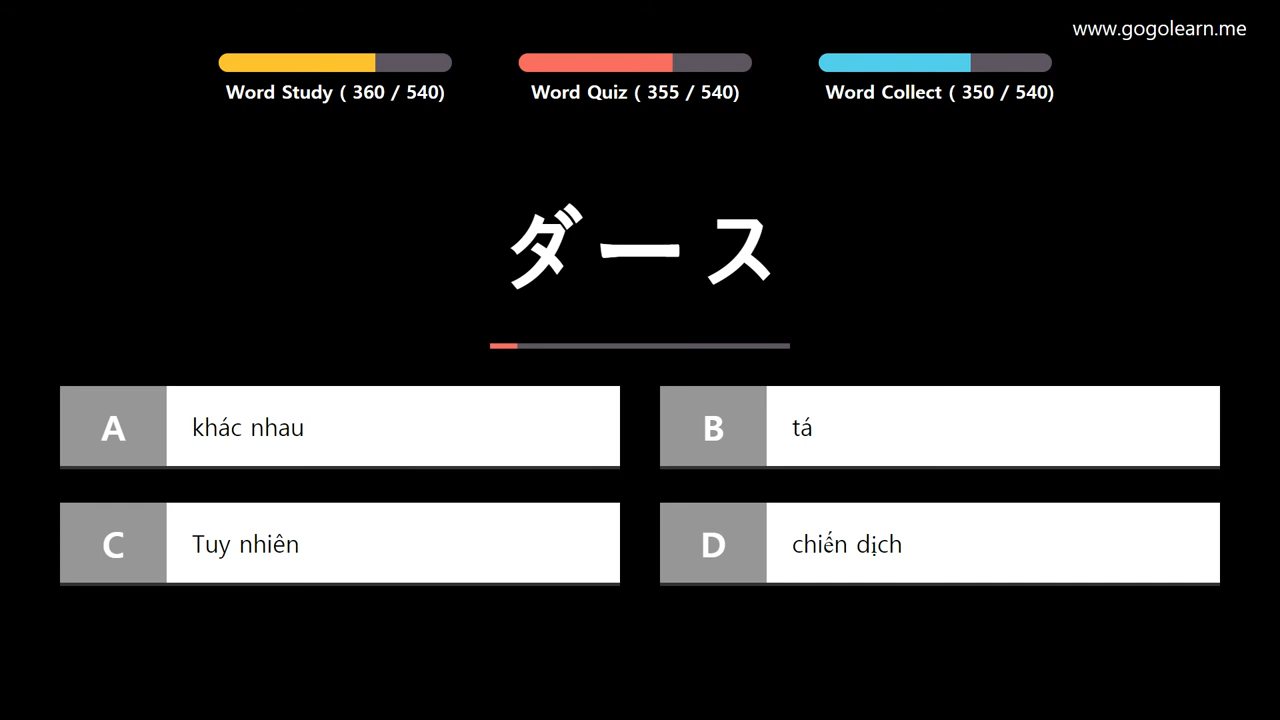 www.gogolearn.me
Word Study ( 360 / 540)
Word Quiz ( 355 / 540)
Word Collect ( 350 / 540)
ダース
A khác nhau
B tá
C Tuy nhiên
D chiến dịch